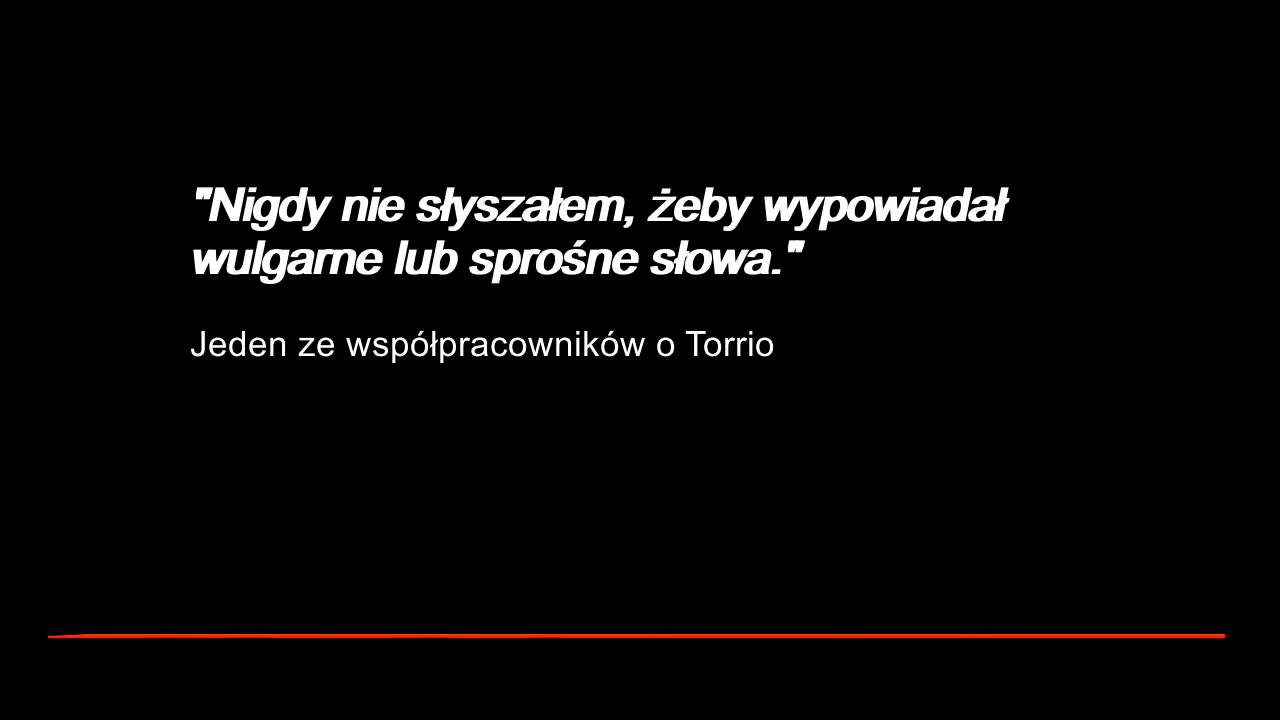 "Nigdy nie słyszałem, żeby wypowiadał
wulgarne lub sprośne słowa."
Jeden ze współpracowników o Torrio